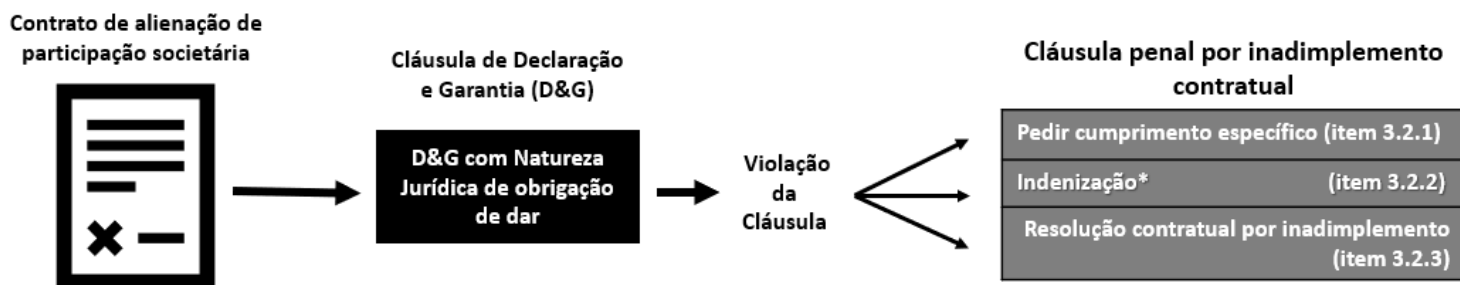 Contrato de alienação de
participação societária
Cláusula de Declaração
e Garantia (D&G)
D&G com Natureza
Jurídica de obrigação
de dar
Violação
da
Cláusula
Cláusula penal por inadimplemento
contratual
Pedir cumprimento específico (item 3.2.1)
Indenização* (item 3.2.2)
Resolução contratual por inadimplemento
(item 3.2.3)